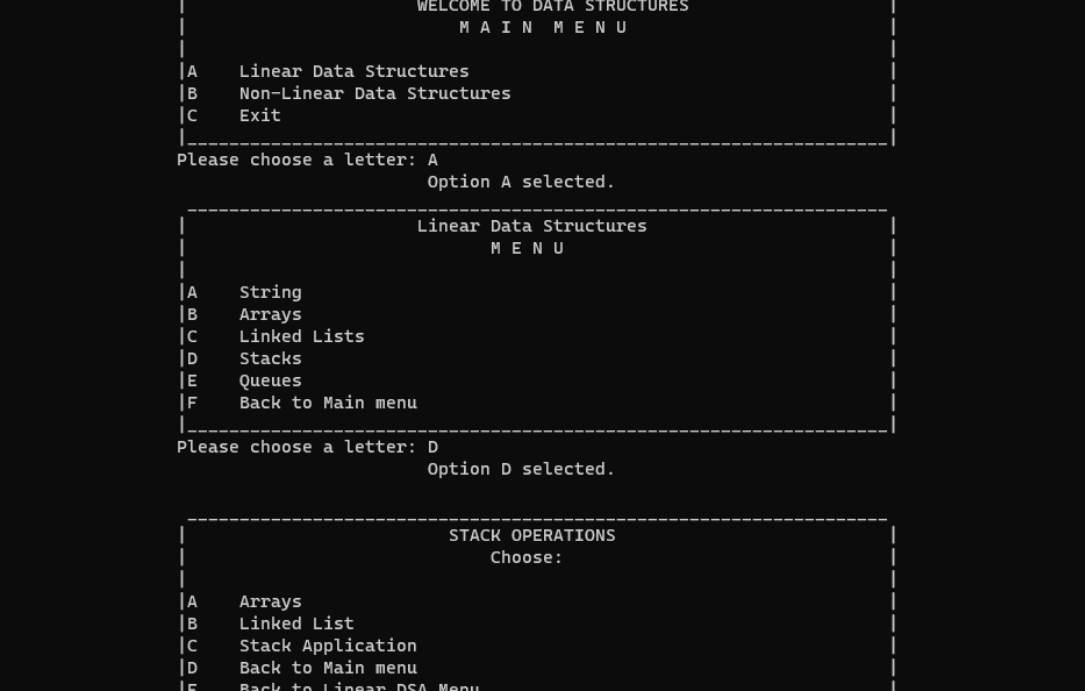 WELCOME TO DATA STRUCTURES
M A I N  M E N U
A    Linear Data Structures
B    Non-Linear Data Structures
C    Exit
Please choose a letter: A
Option A selected.
Linear Data Structures
M E N U
A    String
B    Arrays
C    Linked Lists
D    Stacks
E    Queues
F    Back to Main menu
Please choose a letter: D
Option D selected.
STACK OPERATIONS
Choose:
A    Arrays
B    Linked List
C    Stack Application
D    Back to Main menu
E    Back to Linear DSA Menu